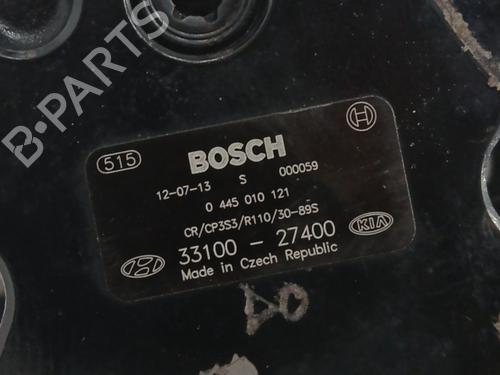 B-PARTS
515
BOSCH
12-07-13 S 000059
0 445 010 121
CR/CP3S3/R110/30-89S
33100 - 27400
KIA
Made in Czech Republic